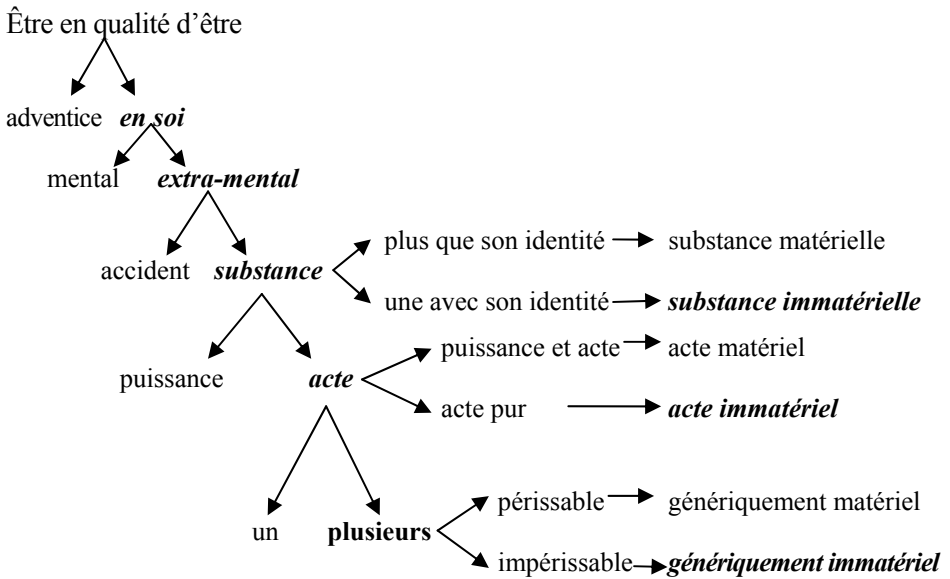 Être en qualité d’être
adventice en soi
mental extra-mental
plus que son identité substance matérielle
accident substance
une avec son identité substance immatérielle
puissance et acte acte matériel
puissance acte
acte pur acte immatériel
périssable génériquement matériel
un plusieurs
impérissable génériquement immatériel